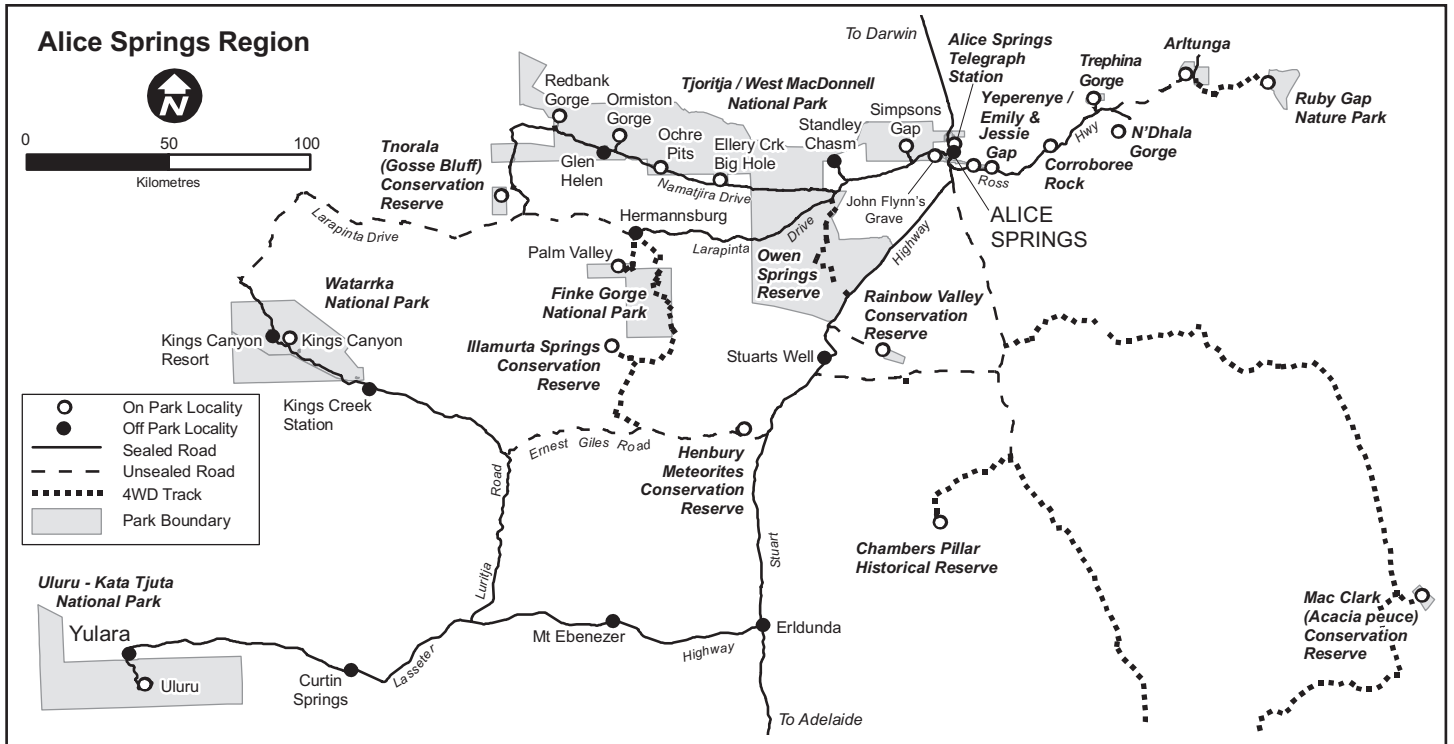 Alice Springs Region
N
0 50 100
Kilometres
To Darwin
Alice Springs
Telegraph
Station
Arltunga
Trephina
Gorge
Ruby Gap
Nature Park
Yeperenye /
Emily &
Jessie
Gap
Hwy
N'Dhala
Gorge
Corroboree
Rock
Ross
Redbank
Gorge
Ormiston
Gorge
Tjoritja / West MacDonnell
National Park
Simpsons
Gap
Standley
Chasm
Ochre
Pits
Ellery Crk
Big Hole
Glen
Helen
Namatjira Drive
Tnorala
(Gosse Bluff)
Conservation
Reserve
John Flynn's
Grave
ALICE
SPRINGS
Larapinta Drive
Hermannsburg
Larapinta
Drive
Highway
Palm Valley
Owen
Springs
Reserve
Finke Gorge
National Park
Rainbow Valley
Conservation
Reserve
Watarrka
National Park
Kings Canyon
Resort
Kings Canyon
Illamurta Springs
Conservation
Reserve
Stuarts Well
Kings Creek
Station
On Park Locality
Off Park Locality
Sealed Road
Unsealed Road
4WD Track
Park Boundary
Ernest Giles Road
Henbury
Meteorites
Conservation
Reserve
Road
Luritja
Stuart
Chambers Pillar
Historical Reserve
Uluru - Kata Tjuta
National Park
Yulara
Uluru
Curtin
Springs
Lasseter
Mt Ebenezer
Highway
Erldunda
Mac Clark
(Acacia peuce)
Conservation
Reserve
To Adelaide